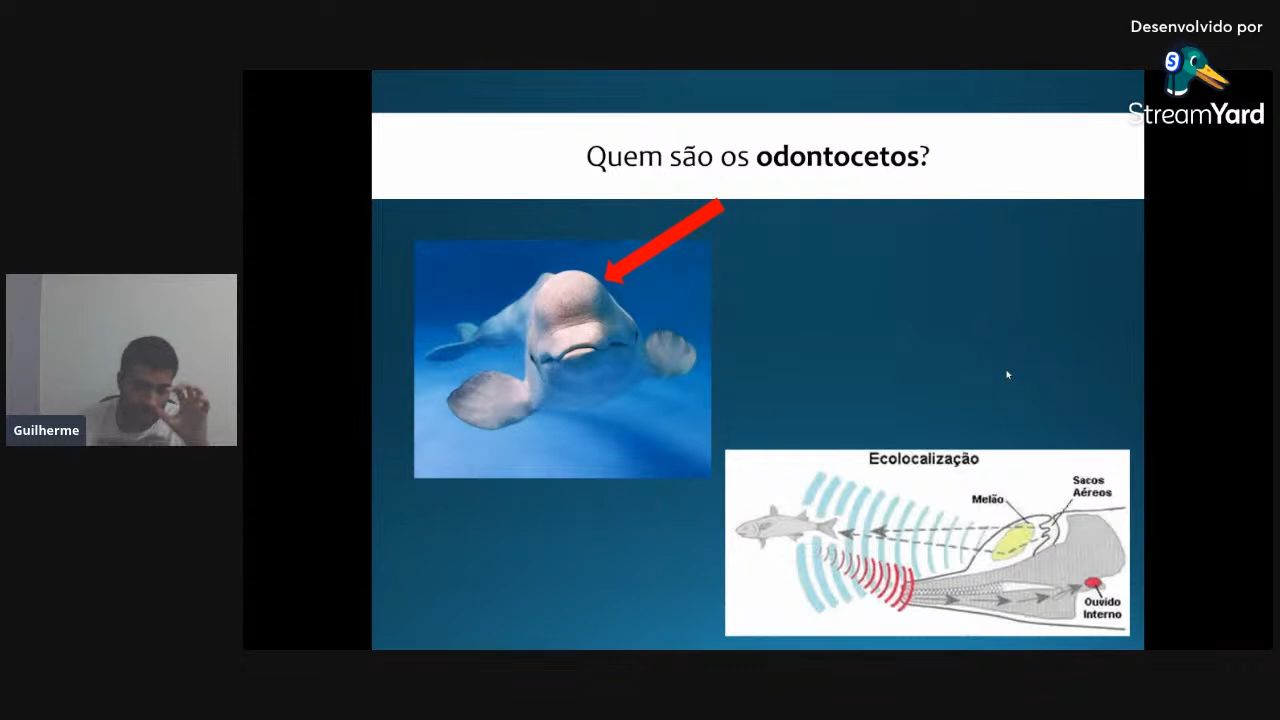 Desenvolvido por
StreamYard
Quem são os odontocetos?
Guilherme
Ecolocalização
Melão
Sacos
Aéreos
Ouvido
Interno